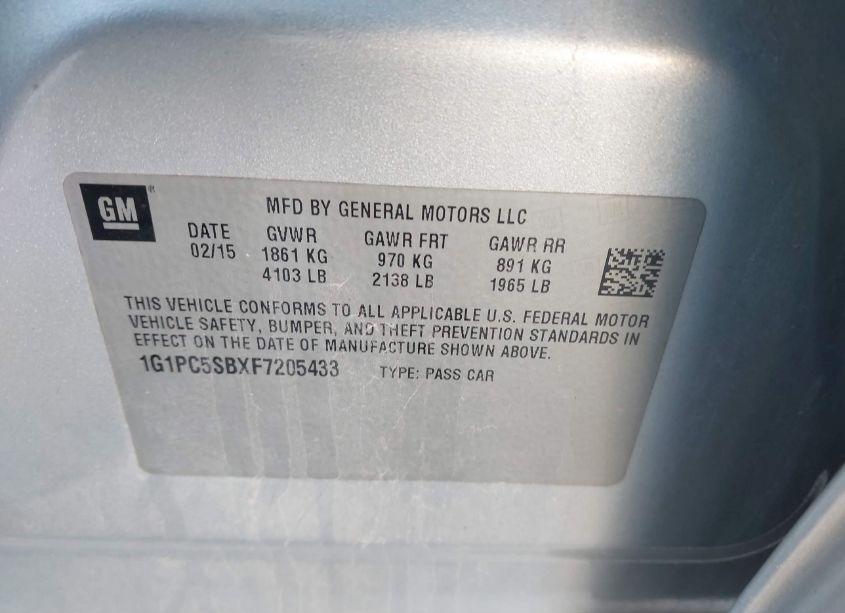 GM
MFD BY GENERAL MOTORS LLC
DATE GVWR GAWR FRT GAWR RR
02/15 1861 KG 970 KG 891 KG
4103 LB 2138 LB 1965 LB
THIS VEHICLE CONFORMS TO ALL APPLICABLE U.S. FEDERAL MOTOR
VEHICLE SAFETY, BUMPER, AND THEFT PREVENTION STANDARDS IN
EFFECT ON THE DATE OF MANUFACTURE SHOWN ABOVE.
1G1PC5SBXF7205433 TYPE: PASS CAR